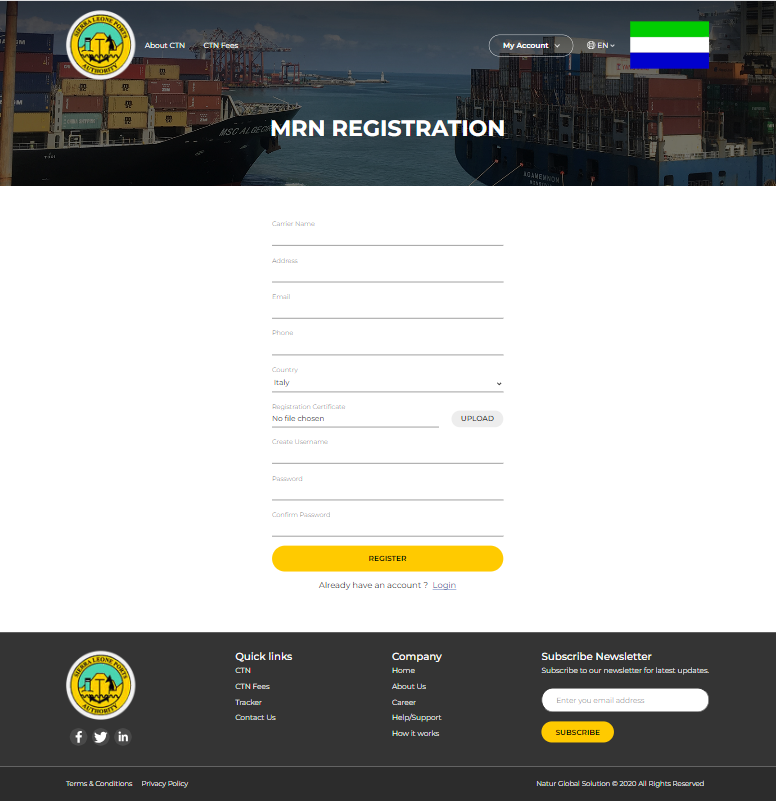 SIERRA LEONE PORTS
AUTHORITY
About CTN
CTN Fees
My Account
EN
MSC ALGECIRAS
AGAMEMNON
MRN REGISTRATION
Carrier Name
Address
Email
Phone
Country
Italy
Registration Certificate
No file chosen
UPLOAD
Create Username
Password
Confirm Password
REGISTER
Already have an account ? Login
SIERRA LEONE PORTS
AUTHORITY
Quick links
CTN
CTN Fees
Tracker
Contact Us
Company
Home
About Us
Career
Help/Support
How it works
Subscribe Newsletter
Subscribe to our newsletter for latest updates.
Enter you email address
SUBSCRIBE
Terms & Conditions
Privacy Policy
Natur Global Solution © 2020 All Rights Reserved